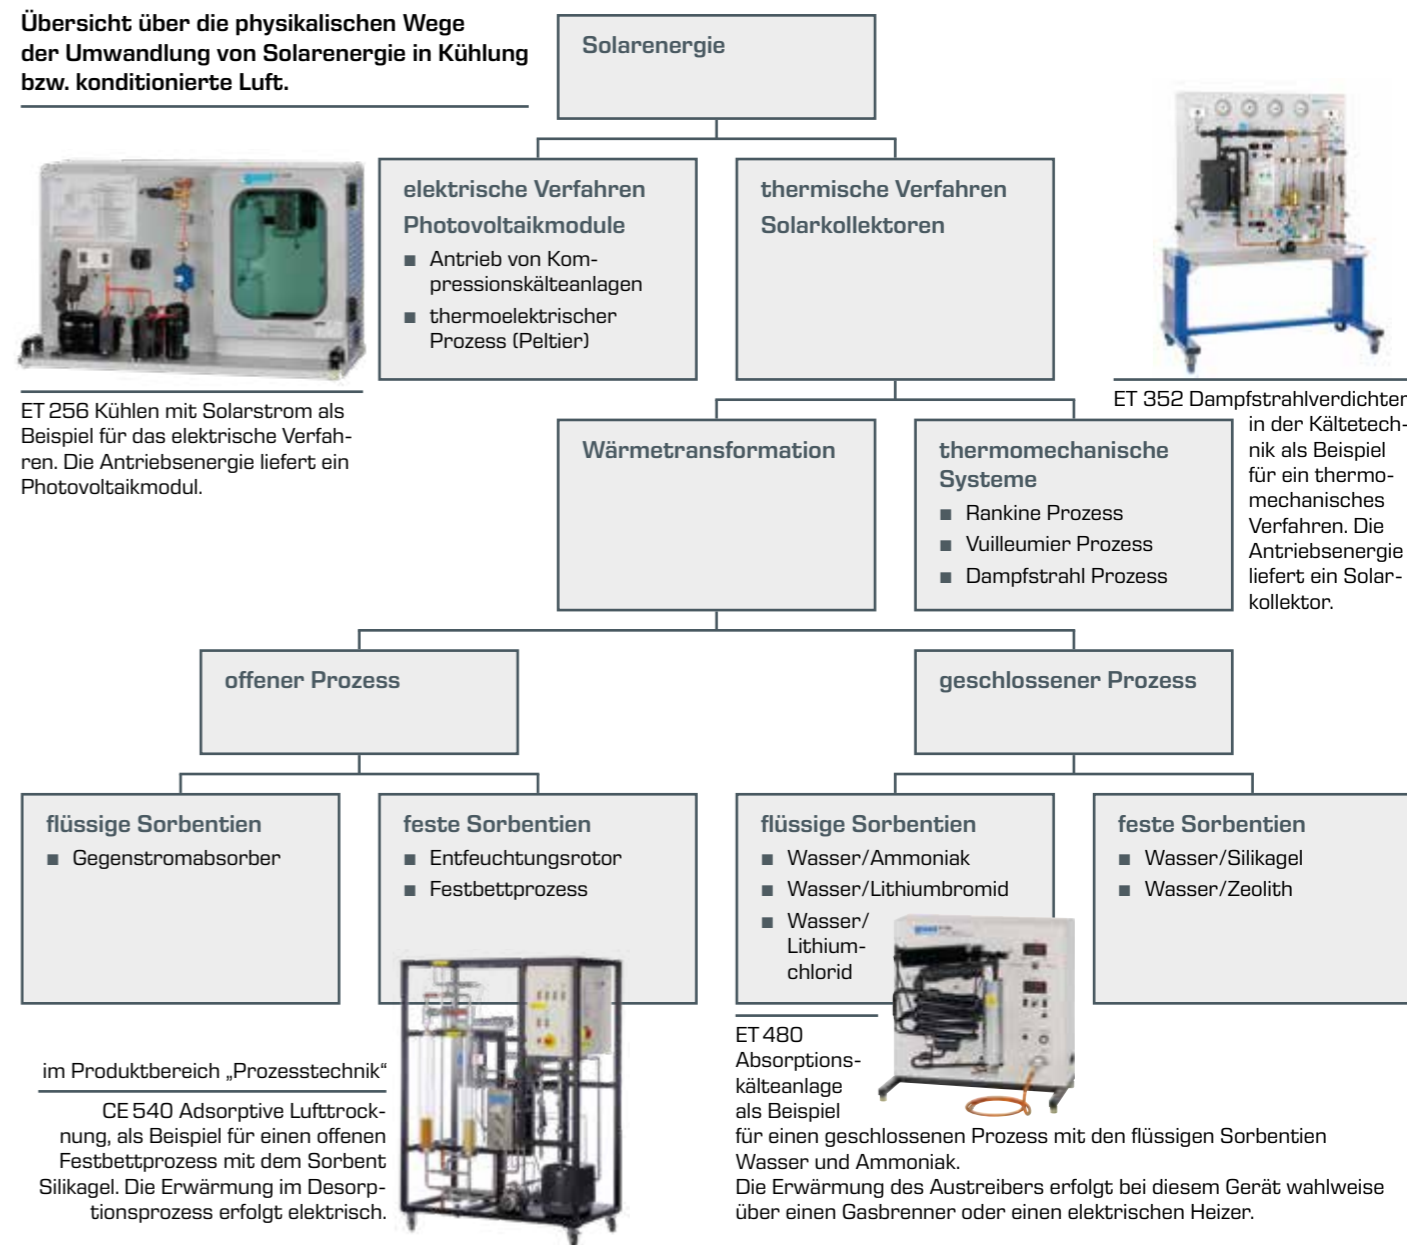 Übersicht über die physikalischen Wege
der Umwandlung von Solarenergie in Kühlung
bzw. konditionierte Luft.
Solarenergie
elektrische Verfahren
Photovoltaikmodule
■ Antrieb von Kom-
pressionskälteanlagen
■ thermoelektrischer
Prozess (Peltier)
thermische Verfahren
Solarkollektoren
ET 256 Kühlen mit Solarstrom als
Beispiel für das elektrische Verfah-
ren. Die Antriebsenergie liefert ein
Photovoltaikmodul.
Wärmetransformation
thermomechanische
Systeme
■ Rankine Prozess
■ Vuilleumier Prozess
■ Dampfstrahl Prozess
ET 352 Dampfstrahlverdichter
in der Kältetech-
nik als Beispiel
für ein thermo-
mechanisches
Verfahren. Die
Antriebsenergie
liefert ein Solar-
kollektor.
offener Prozess
geschlossener Prozess
flüssige Sorbentien
■ Gegenstromabsorber
feste Sorbentien
■ Entfeuchtungsrotor
■ Festbettprozess
flüssige Sorbentien
■ Wasser/Ammoniak
■ Wasser/Lithiumbromid
■ Wasser/
Lithium-
chlorid
feste Sorbentien
■ Wasser/Silikagel
■ Wasser/Zeolith
im Produktbereich „Prozesstechnik“
CE 540 Adsorptive Lufttrock-
nung, als Beispiel für einen offenen
Festbettprozess mit dem Sorbent
Silikagel. Die Erwärmung im Desorp-
tionsprozess erfolgt elektrisch.
ET 480
Absorptions-
kälteanlage
als Beispiel
für einen geschlossenen Prozess mit den flüssigen Sorbentien
Wasser und Ammoniak.
Die Erwärmung des Austreibers erfolgt bei diesem Gerät wahlweise
über einen Gasbrenner oder einen elektrischen Heizer.